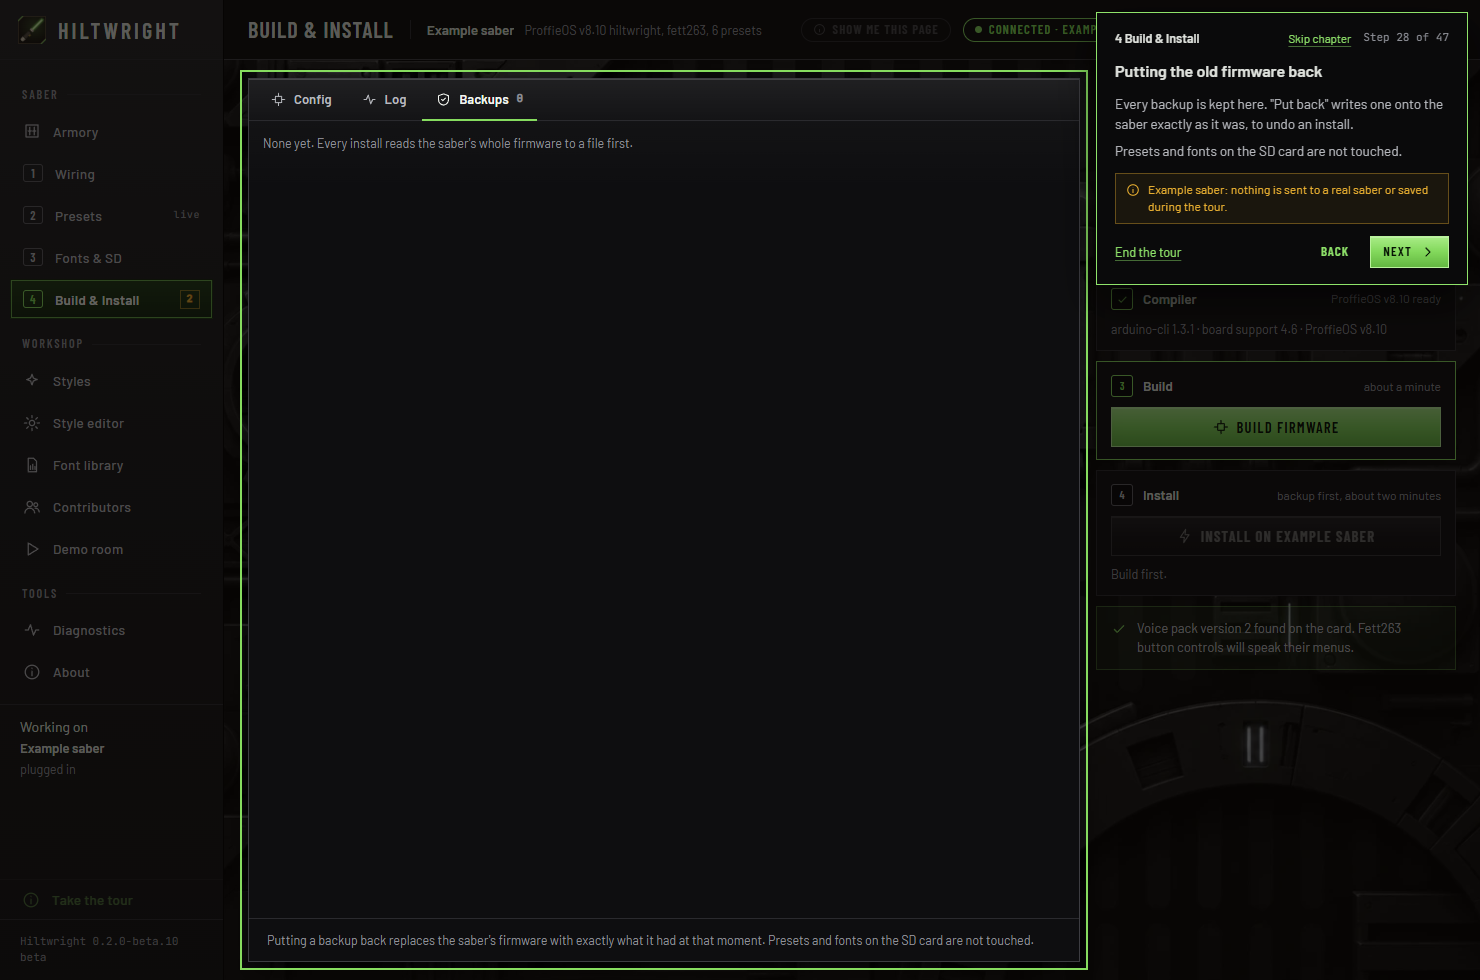 HILTWRIGHT
SABER
Armory
1 Wiring
2 Presets live
3 Fonts & SD
4 Build & Install 2
WORKSHOP
Styles
Style editor
Font library
Contributors
Demo room
TOOLS
Diagnostics
About
Working on
Example saber
plugged in
Take the tour
Hiltwright 0.2.0-beta.10
beta
BUILD & INSTALL
Example saber ProffieOS v8.10 hiltwright, fett263, 6 presets
SHOW ME THIS PAGE
CONNECTED · EXAMP
Config
Log
Backups 0
None yet. Every install reads the saber's whole firmware to a file first.
Putting a backup back replaces the saber's firmware with exactly what it had at that moment. Presets and fonts on the SD card are not touched.
4 Build & Install
Skip chapter
Step 28 of 47
Putting the old firmware back
Every backup is kept here. "Put back" writes one onto the
saber exactly as it was, to undo an install.
Presets and fonts on the SD card are not touched.
Example saber: nothing is sent to a real saber or saved
during the tour.
End the tour
BACK
NEXT
Compiler ProffieOS v8.10 ready
arduino-cli 1.3.1 · board support 4.6 · ProffieOS v8.10
3 Build about a minute
BUILD FIRMWARE
4 Install backup first, about two minutes
INSTALL ON EXAMPLE SABER
Build first.
Voice pack version 2 found on the card. Fett263
button controls will speak their menus.